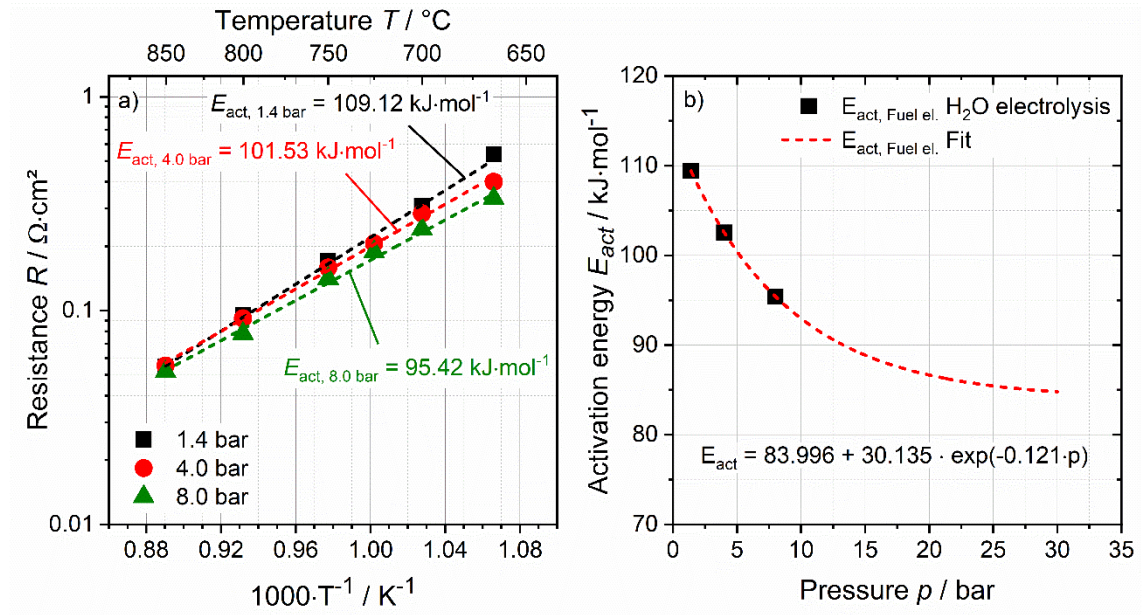 Temperature T / °C
850 800 750 700 650
a)
E_act, 1.4 bar = 109.12 kJ·mol⁻¹
E_act, 4.0 bar = 101.53 kJ·mol⁻¹
E_act, 8.0 bar = 95.42 kJ·mol⁻¹
1
0.1
0.01
Resistance R / Ω·cm²
1.4 bar
4.0 bar
8.0 bar
0.88 0.92 0.96 1.00 1.04 1.08
1000·T⁻¹ / K⁻¹
b)
E_act, Fuel el. H₂O electrolysis
E_act, Fuel el. Fit
120
110
100
90
80
70
Activation energy E_act / kJ·mol⁻¹
E_act = 83.996 + 30.135 · exp(-0.121·p)
0 5 10 15 20 25 30 35
Pressure p / bar